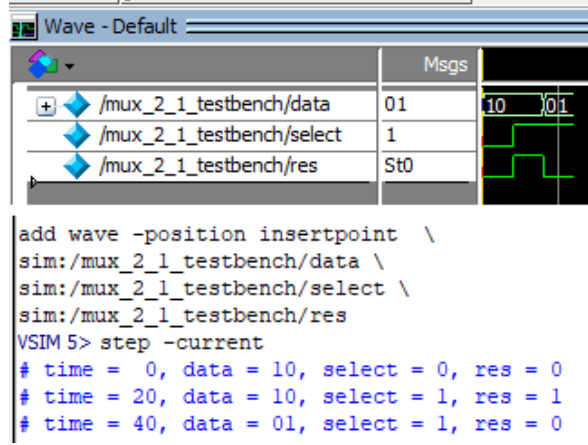 Wave - Default
Msgs
/mux_2_1_testbench/data 01 10 01
/mux_2_1_testbench/select 1
/mux_2_1_testbench/res St0
add wave -position insertpoint \
sim:/mux_2_1_testbench/data \
sim:/mux_2_1_testbench/select \
sim:/mux_2_1_testbench/res
VSIM 5> step -current
# time =  0, data = 10, select = 0, res = 0
# time = 20, data = 10, select = 1, res = 1
# time = 40, data = 01, select = 1, res = 0